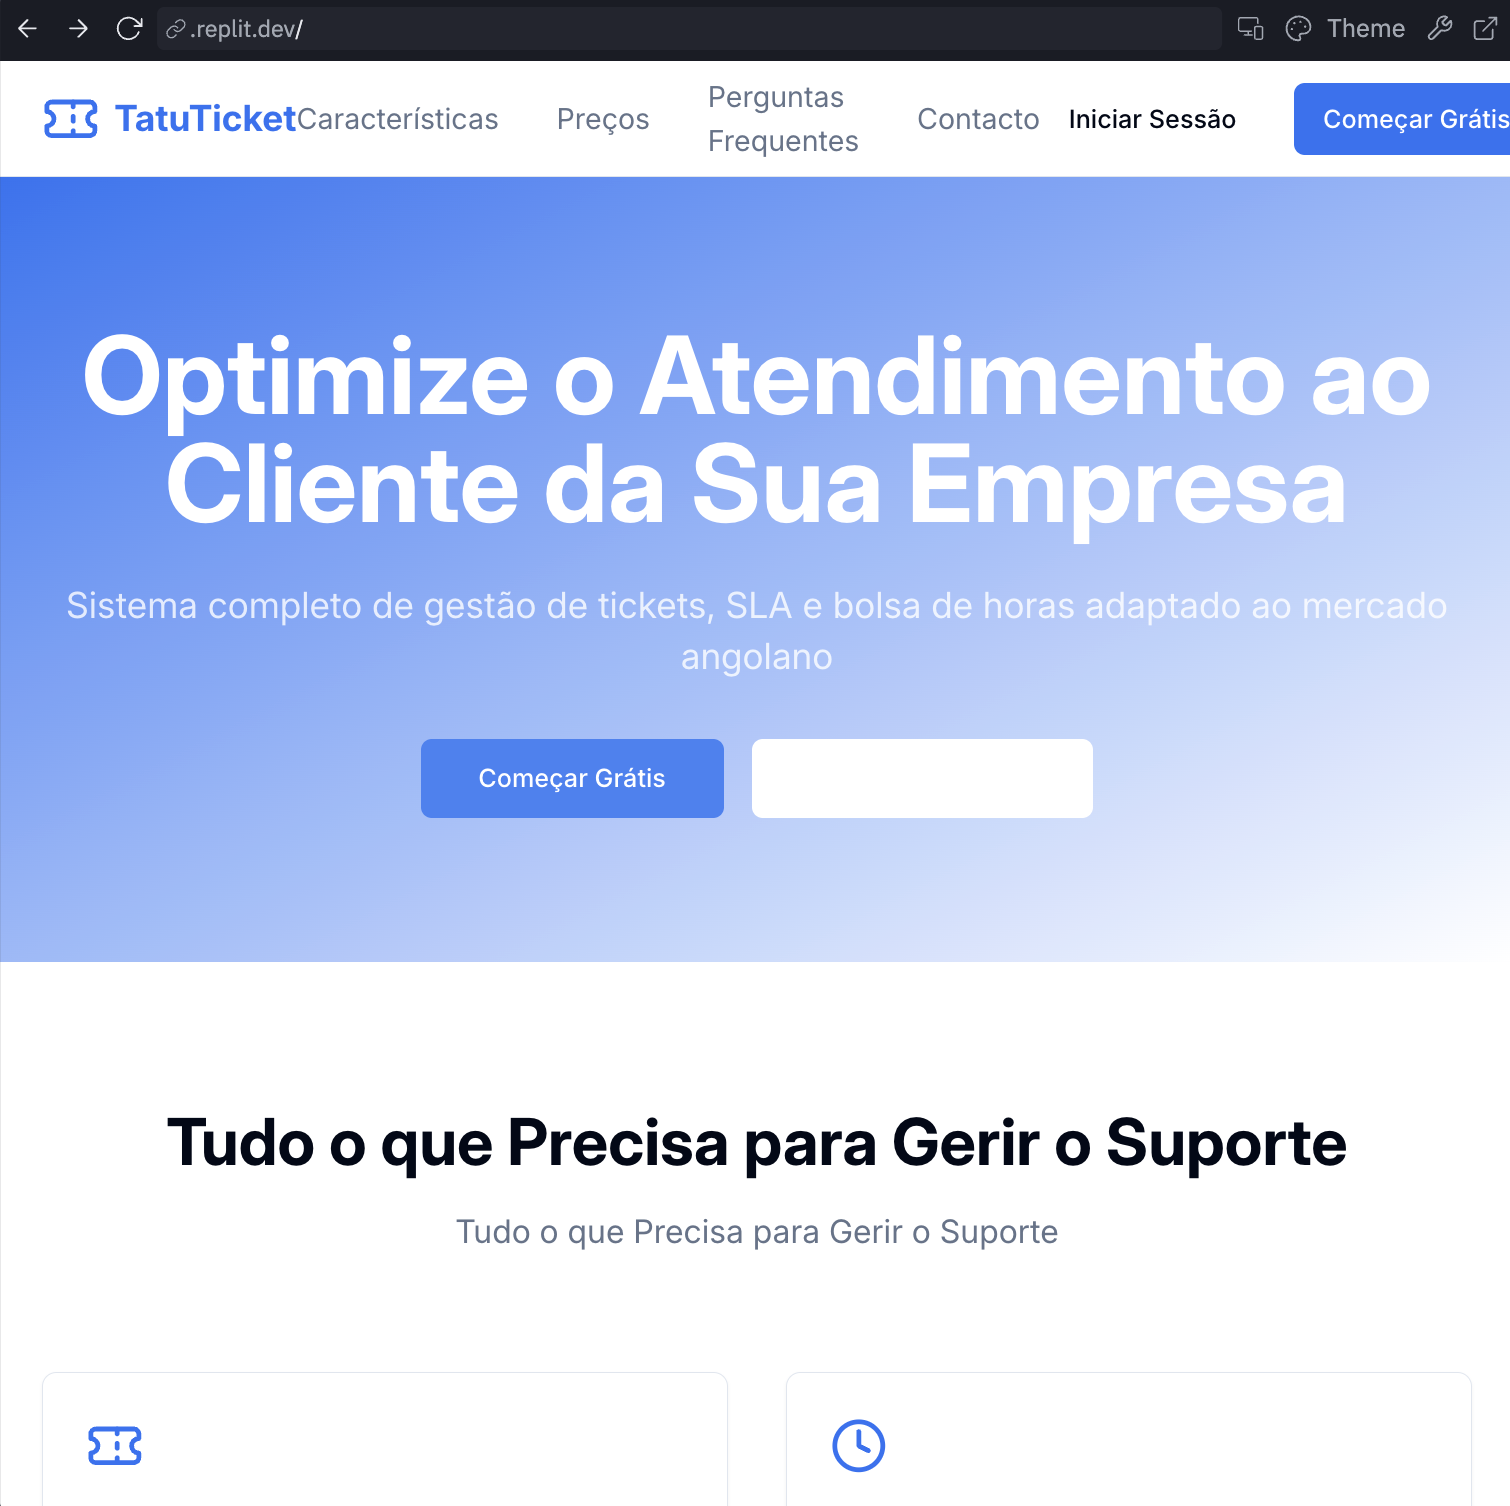 .replit.dev/
Theme
TatuTicket
Características
Preços
Perguntas
Frequentes
Contacto
Iniciar Sessão
Começar Grátis
Optimize o Atendimento ao
Cliente da Sua Empresa
Sistema completo de gestão de tickets, SLA e bolsa de horas adaptado ao mercado
angolano
Começar Grátis
Tudo o que Precisa para Gerir o Suporte
Tudo o que Precisa para Gerir o Suporte